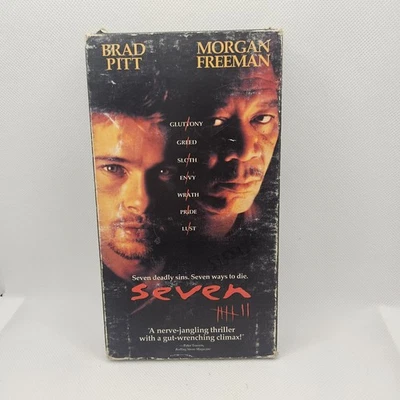 BRAD PITT
MORGAN FREEMAN
GLUTTONY
GREED
SLOTH
ENVY
WRATH
PRIDE
LUST
Seven deadly sins. Seven ways to die.
seven
'A nerve-jangling thriller
with a gut-wrenching climax!'